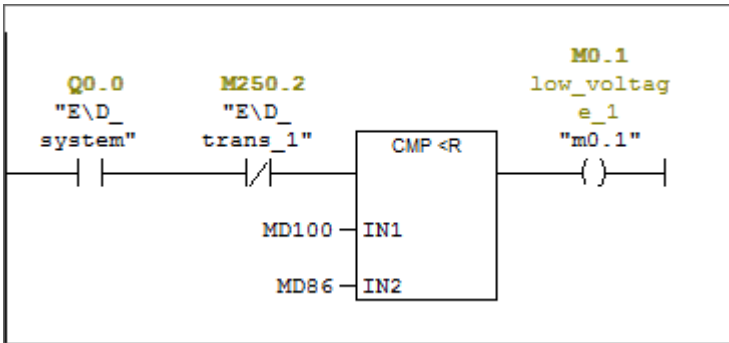 M0.1
Q0.0 M250.2 low_voltag
"E\D_ "E\D_ e_1
system" trans_1" "m0.1"
CMP <R
MD100 IN1
MD86 IN2